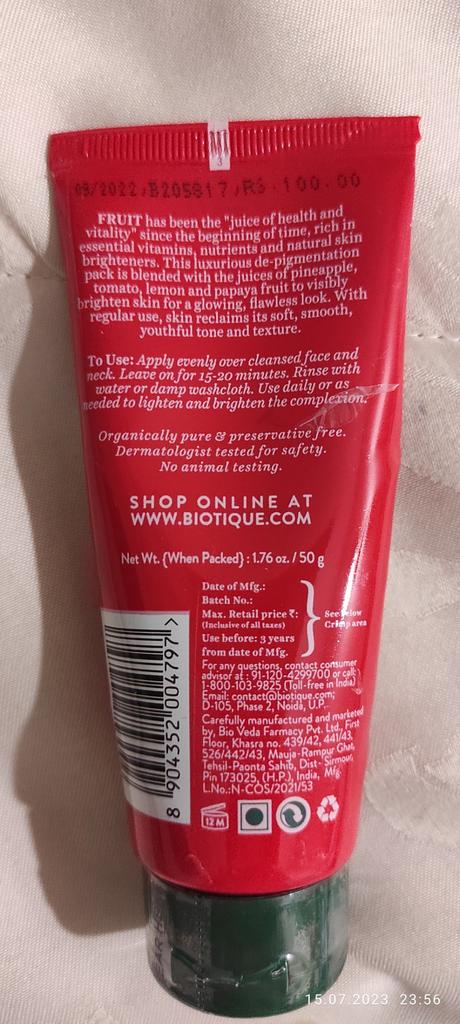 3
09/2022,B205817,RS.100.00
FRUIT has been the "juice of health and
vitality" since the beginning of time, rich in
essential vitamins, nutrients and natural skin
brighteners. This luxurious de-pigmentation
pack is blended with the juices of pineapple,
tomato, lemon and papaya fruit to visibly
brighten skin for a glowing, flawless look. With
regular use, skin reclaims its soft, smooth,
youthful tone and texture.
To Use: Apply evenly over cleansed face and
neck. Leave on for 15-20 minutes. Rinse with
water or damp washcloth. Use daily or as
needed to lighten and brighten the complexion.
Organically pure & preservative free.
Dermatologist tested for safety.
No animal testing.
SHOP ONLINE AT
WWW.BIOTIQUE.COM
Net Wt. {When Packed} : 1.76 oz. / 50 g
Date of Mfg.:
Batch No.:
Max. Retail price ₹:
(Inclusive of all taxes)
Use before: 3 years
from date of Mfg.
See below
Crimp area
For any questions, contact consumer
advisor at : 91-120-4299700 or call:
1-800-103-9825 (Toll-free in India)
Email: contact@biotique.com;
D-105, Phase 2, Noida, U.P.
Carefully manufactured and marketed
by, Bio Veda Farmacy Pvt. Ltd., First
Floor, Khasra no. 439/42, 441/43,
526/442/43, Mauja-Rampur Ghat,
Tehsil-Paonta Sahib, Dist- Sirmour,
Pin 173025, (H.P.), India, Mfg.
L.No.:N-COS/2021/53
8 904352 004797 >
12 M
15.07.2023 23:56